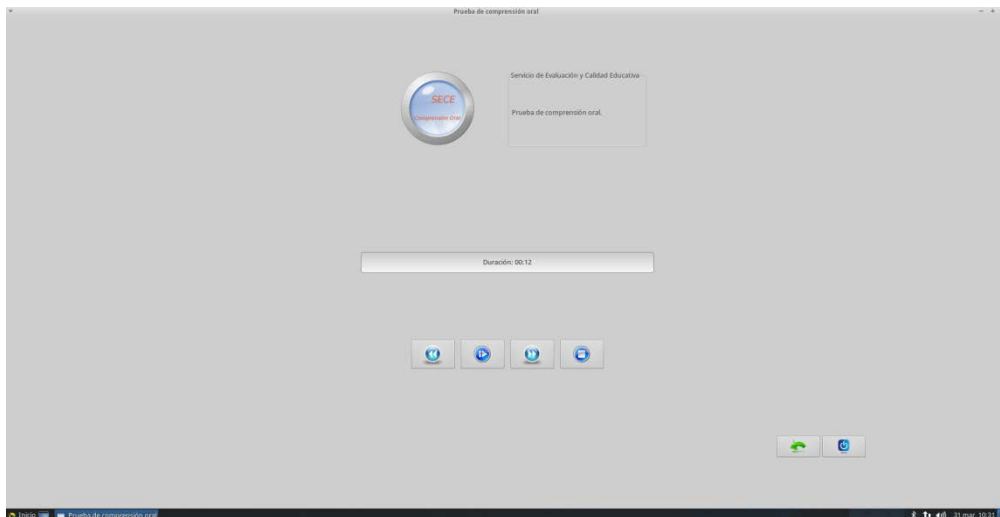 Prueba de comprensión oral
SECE
Comprensión Oral
Servicio de Evaluación y Calidad Educativa
Prueba de comprensión oral.
Duración: 00:12
Inicio
Prueba de comprensión oral
31 mar, 10:31